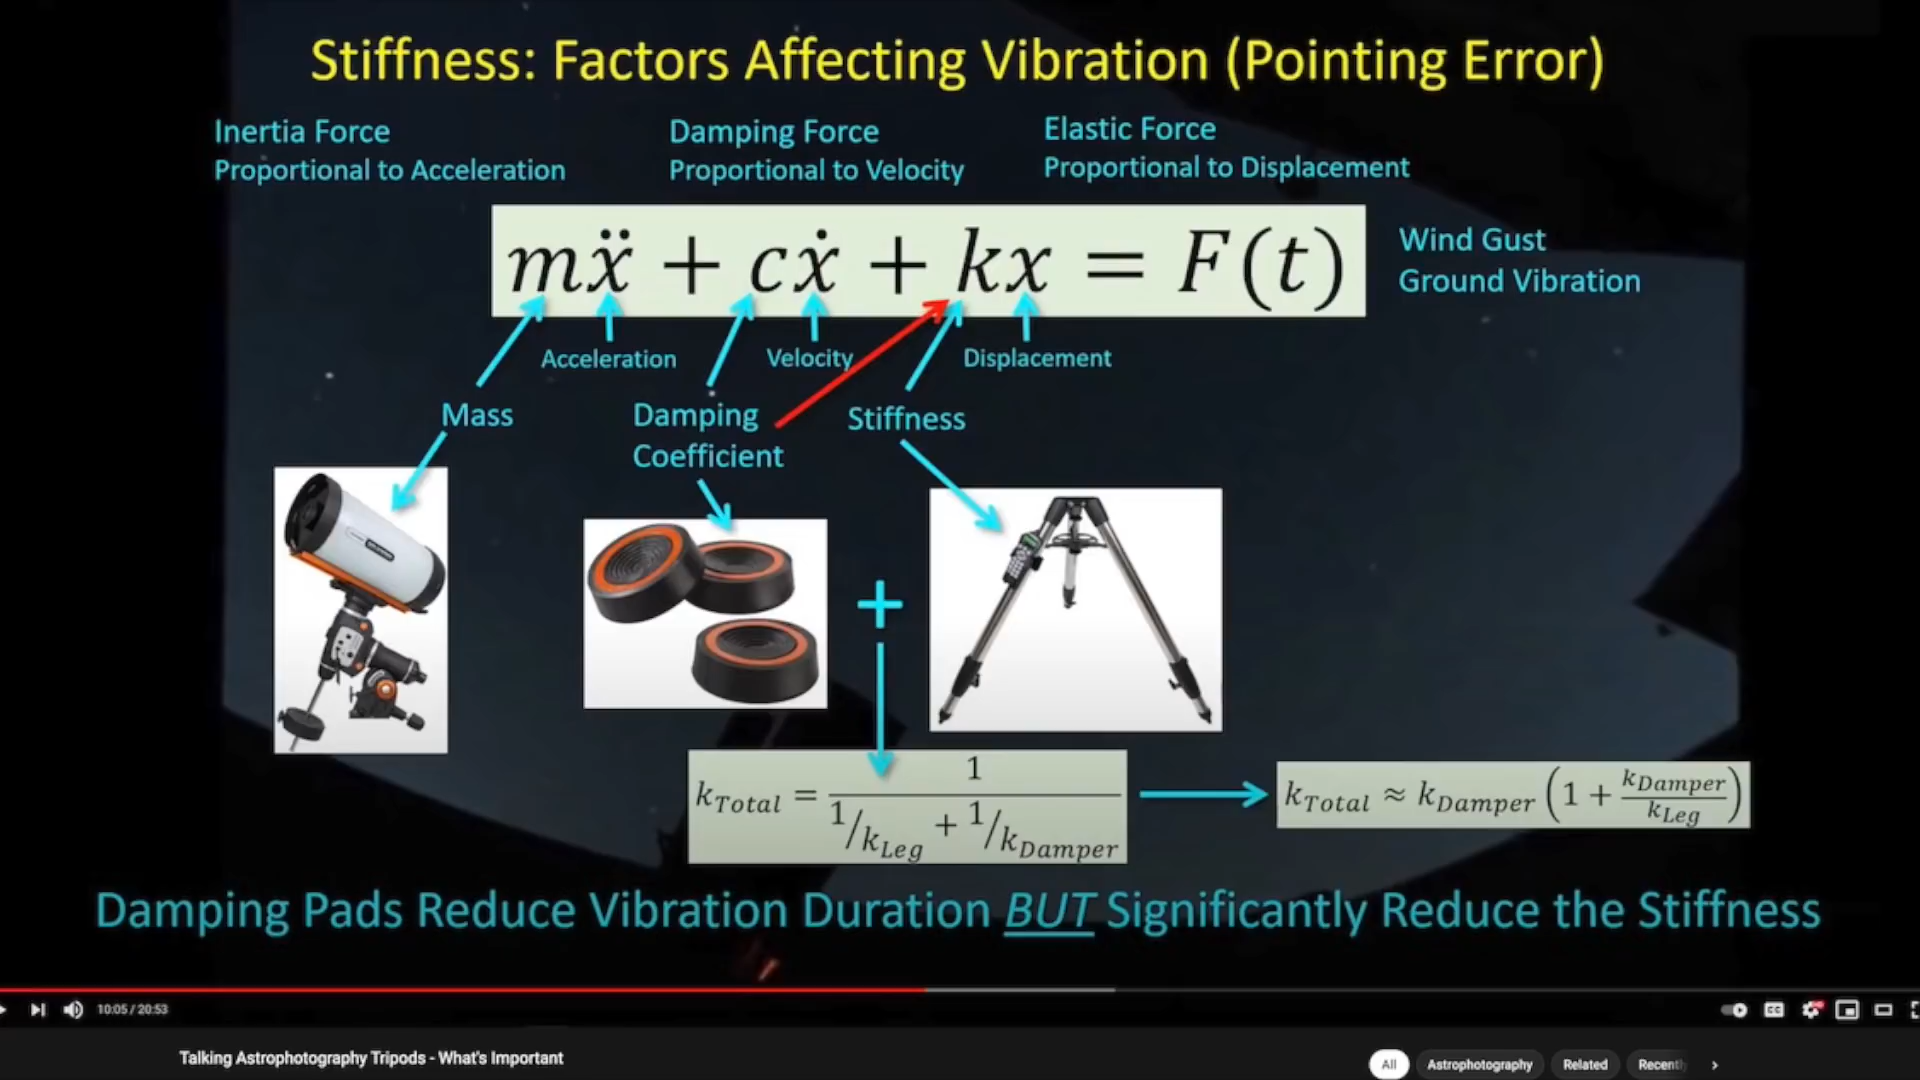 Stiffness: Factors Affecting Vibration (Pointing Error)
Inertia Force
Proportional to Acceleration
Damping Force
Proportional to Velocity
Elastic Force
Proportional to Displacement
mẍ + cẋ + kx = F(t)
Wind Gust
Ground Vibration
Acceleration
Velocity
Displacement
Mass
Damping
Coefficient
Stiffness
+
k_Total = 1 / (1/k_Leg + 1/k_Damper)
k_Total ≈ k_Damper (1 + k_Damper/k_Leg)
Damping Pads Reduce Vibration Duration BUT Significantly Reduce the Stiffness
10:05 / 20:53
CC
Talking Astrophotography Tripods - What's Important
All
Astrophotography
Related